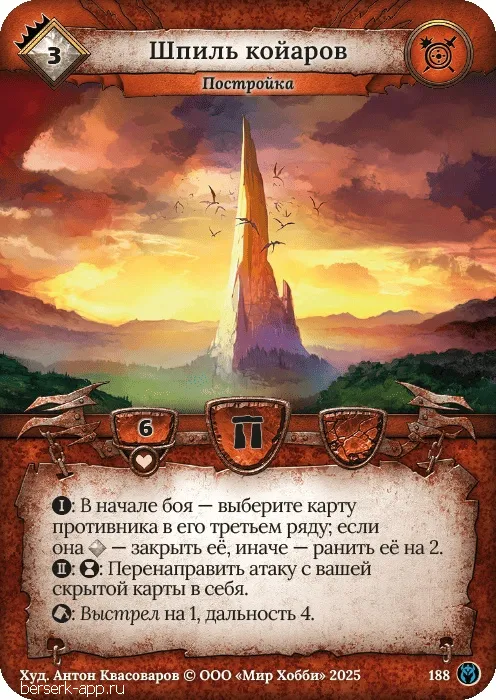 3
Шпиль койаров
Постройка
6
I: В начале боя — выберите карту
противника в его третьем ряду; если
она — закрыть её, иначе — ранить её на 2.
II: : Перенаправить атаку с вашей
скрытой карты в себя.
: Выстрел на 1, дальность 4.
Худ. Антон Квасоваров © ООО «Мир Хобби» 2025 188
berserk-app.ru